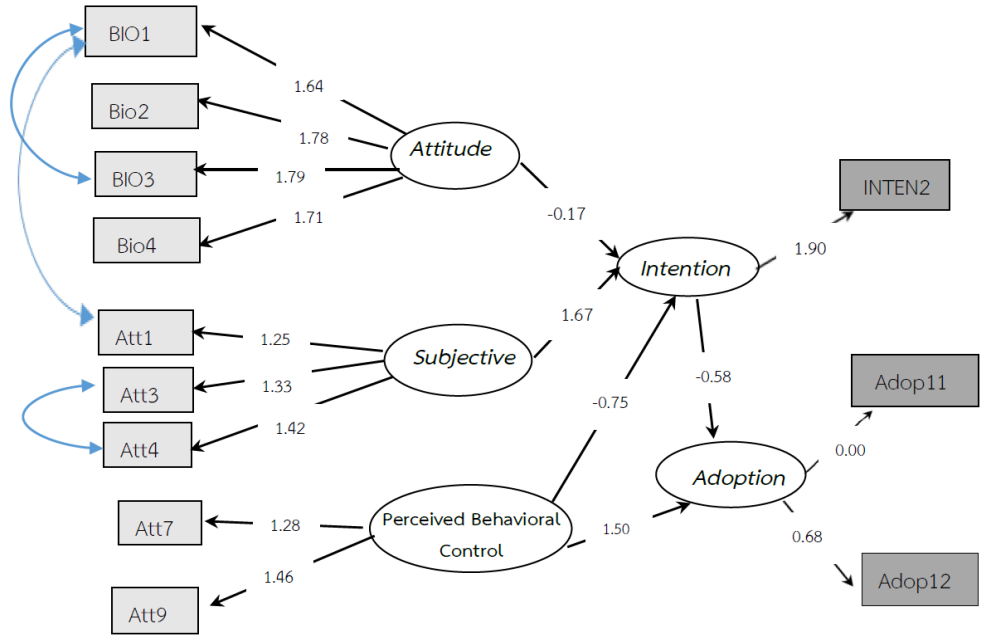 BIO1
1.64
Bio2
1.78
Attitude
BIO3
1.79
INTEN2
1.71
-0.17
Bio4
1.90
Intention
Att1
1.25
1.67
Subjective
Att3
1.33
-0.58
Adop11
-0.75
1.42
Att4
0.00
Adoption
Att7
1.28
Perceived Behavioral
Control
1.50
0.68
1.46
Adop12
Att9